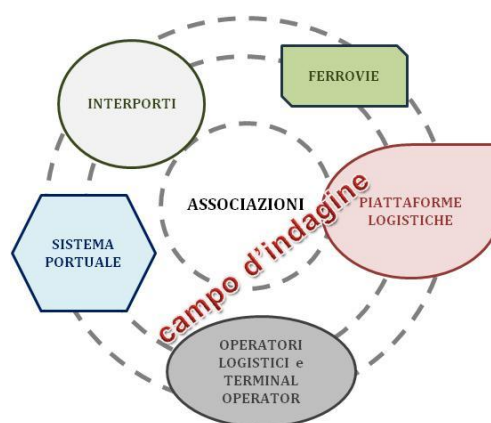 FERROVIE
INTERPORTI
ASSOCIAZIONI
PIATTAFORME
LOGISTICHE
campo d'indagine
SISTEMA
PORTUALE
OPERATORI
LOGISTICI e
TERMINAL
OPERATOR